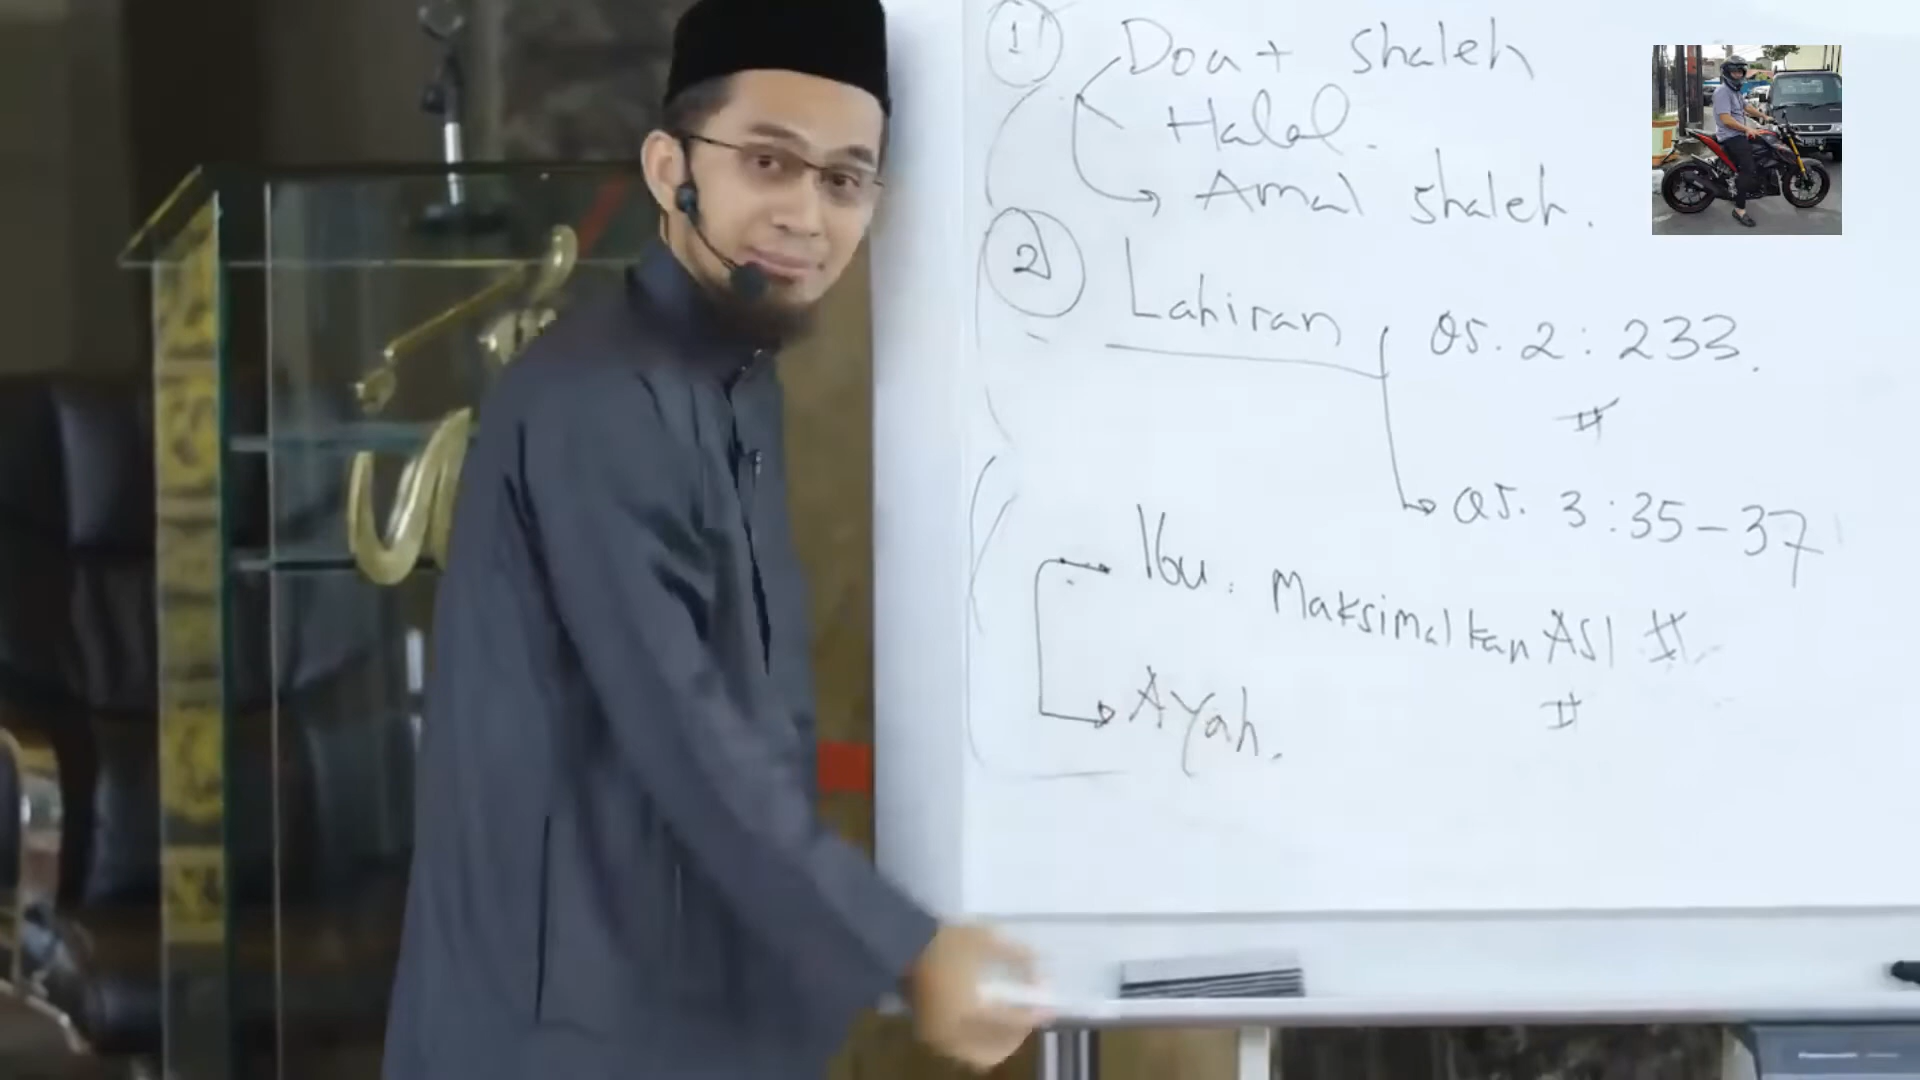 1 Doa + shaleh
Halal.
Amal shaleh.
2 Lahiran QS. 2 : 233.
QS. 3 : 35 - 37
Ibu : Maksimalkan ASI #
Ayah. #